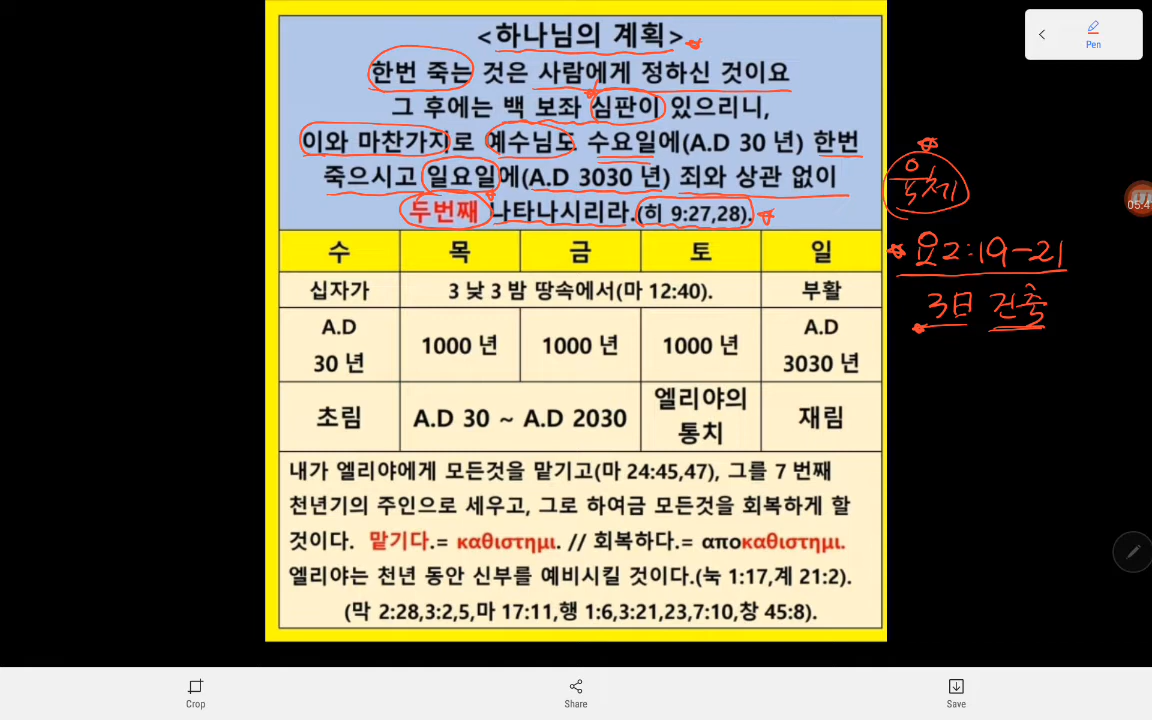 <하나님의 계획>
한번 죽는 것은 사람에게 정하신 것이요
그 후에는 백 보좌 심판이 있으리니,
이와 마찬가지로 예수님도 수요일에(A.D 30 년) 한번
죽으시고 일요일에(A.D 3030 년) 죄와 상관 없이
두번째 나타나시리라.(히 9:27,28).
수 목 금 토 일
십자가 3 낮 3 밤 땅속에서(마 12:40). 부활
A.D
30 년
1000 년 1000 년 1000 년
A.D
3030 년
초림 A.D 30 ~ A.D 2030
엘리야의
통치
재림
내가 엘리야에게 모든것을 맡기고(마 24:45,47), 그를 7 번째
천년기의 주인으로 세우고, 그로 하여금 모든것을 회복하게 할
것이다. 맡기다.= καθιστημι. // 회복하다.= αποκαθιστημι.
엘리야는 천년 동안 신부를 예비시킬 것이다.(눅 1:17,계 21:2).
(막 2:28,3:2,5,마 17:11,행 1:6,3:21,23,7:10,창 45:8).
요2:19-21
3日 건축
Pen
05:4
Crop
Share
Save